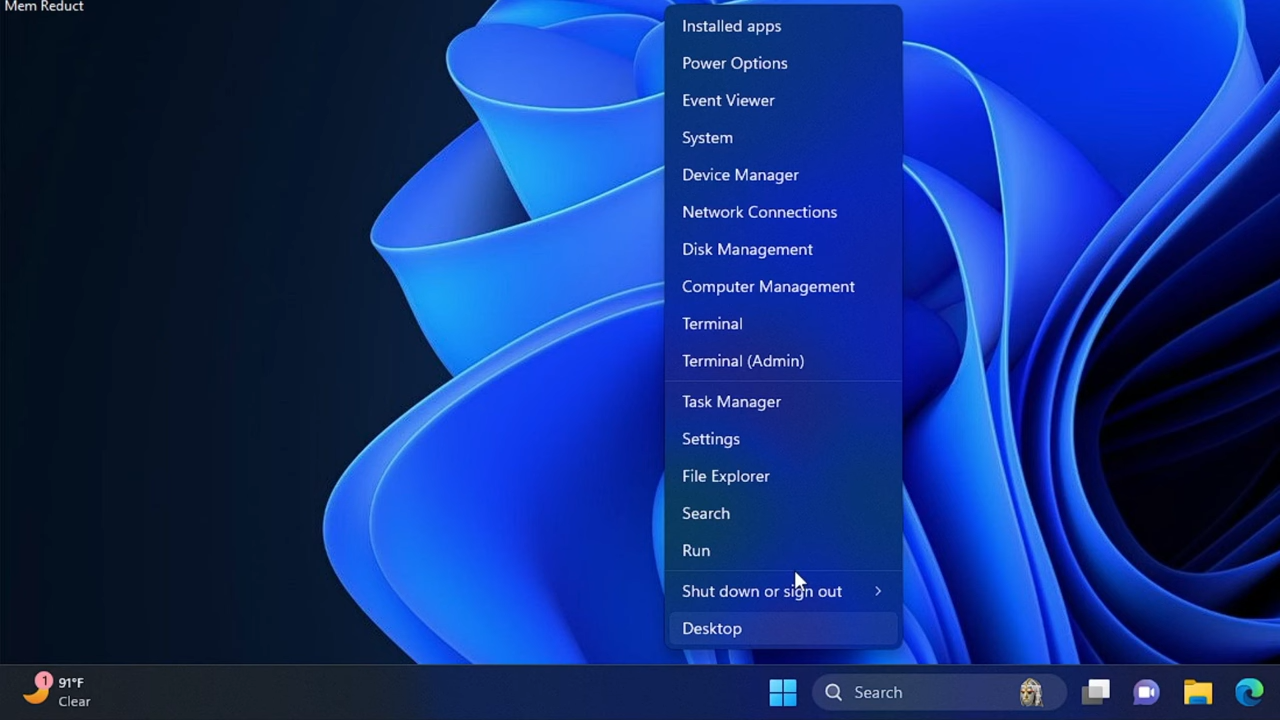 Mem Reduct
Installed apps
Power Options
Event Viewer
System
Device Manager
Network Connections
Disk Management
Computer Management
Terminal
Terminal (Admin)
Task Manager
Settings
File Explorer
Search
Run
Shut down or sign out
Desktop
1
91°F
Clear
Search